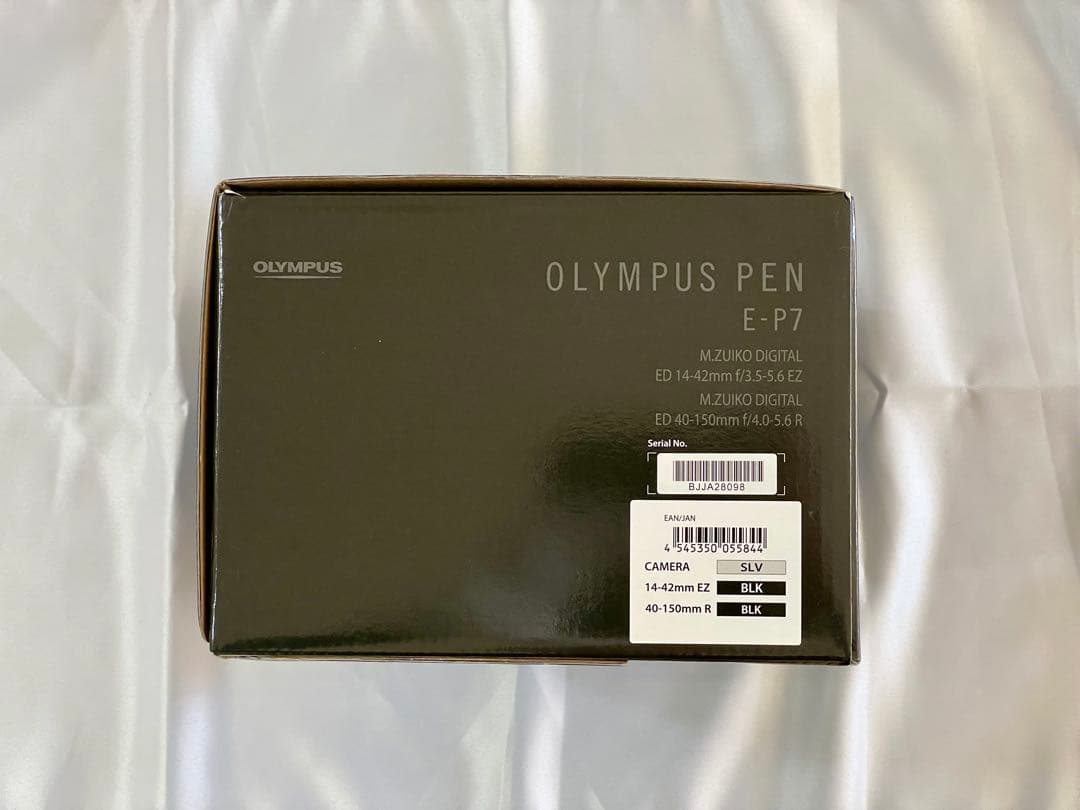 OLYMPUS
OLYMPUS PEN
E-P7
M.ZUIKO DIGITAL
ED 14-42mm f/3.5-5.6 EZ
M.ZUIKO DIGITAL
ED 40-150mm f/4.0-5.6 R
Serial No.
BJJA28098
EAN/JAN
4 545350 055844
CAMERA SLV
14-42mm EZ BLK
40-150mm R BLK